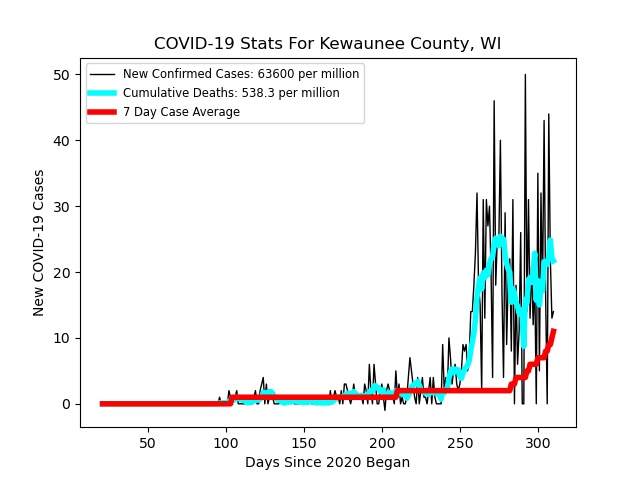 COVID-19 Stats For Kewaunee County, WI
New Confirmed Cases: 63600 per million
Cumulative Deaths: 538.3 per million
7 Day Case Average
New COVID-19 Cases
50
40
30
20
10
0
50 100 150 200 250 300
Days Since 2020 Began